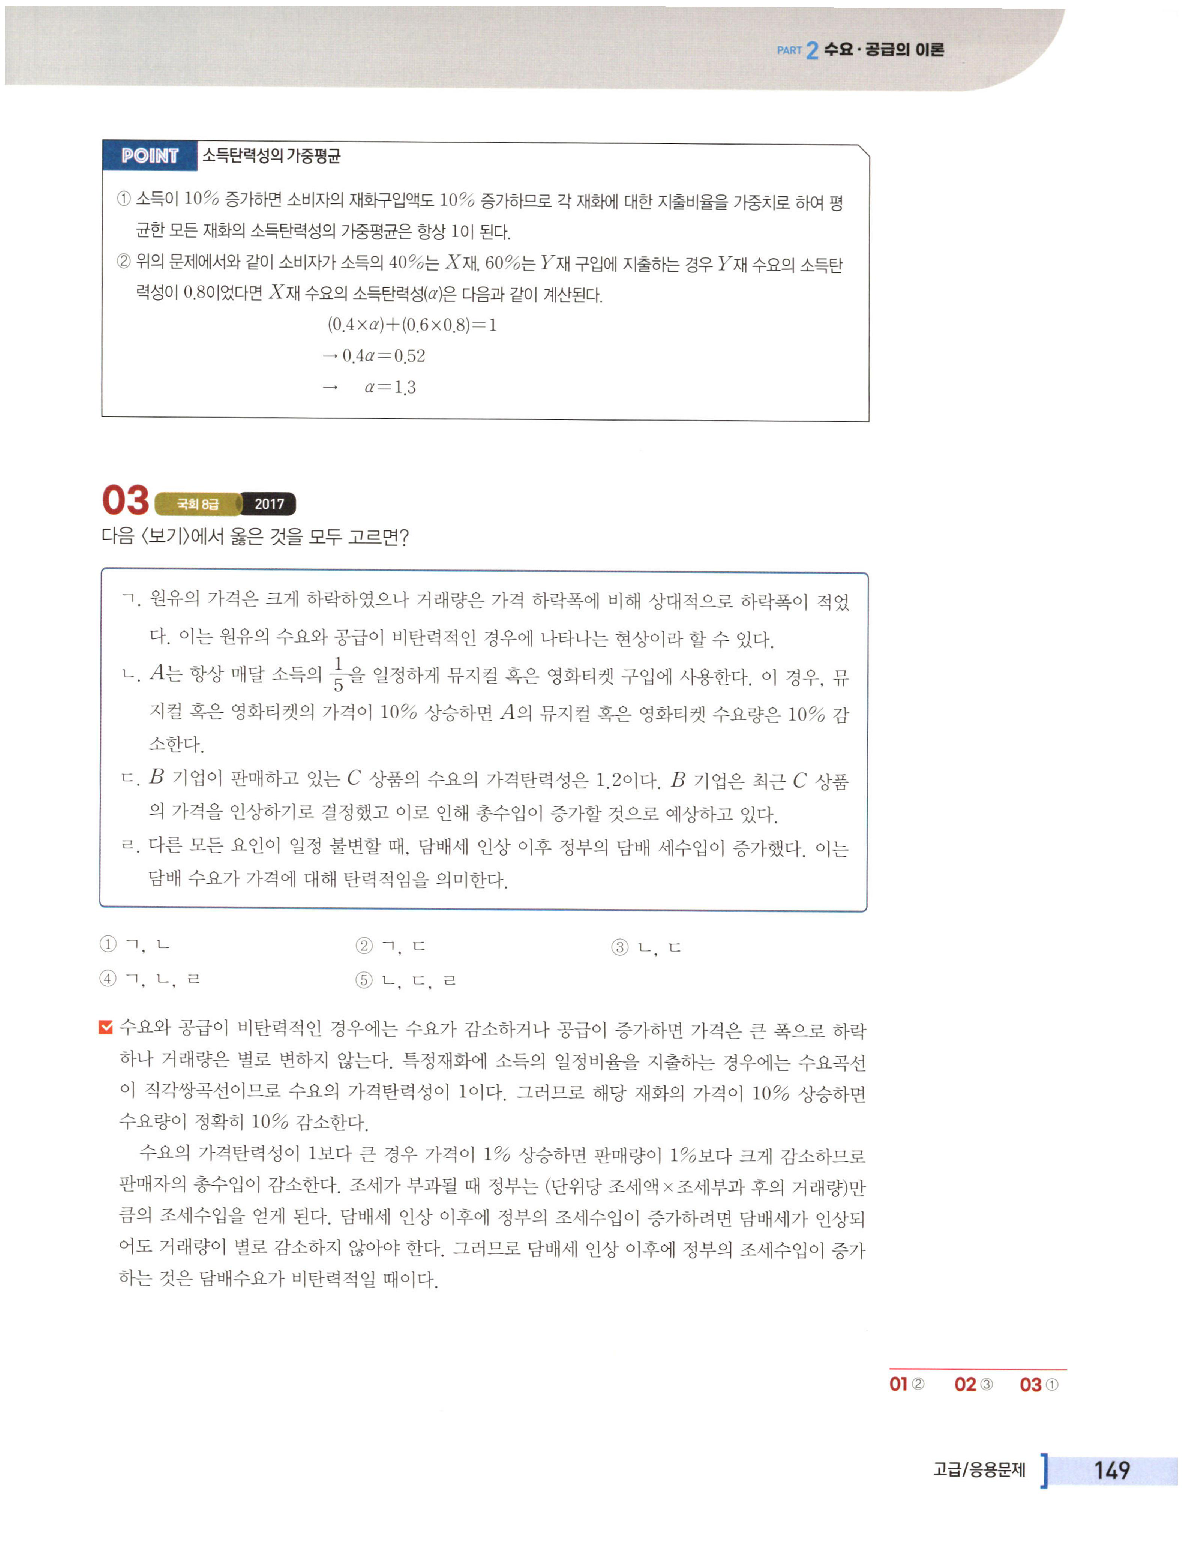 PART 2 수요·공급의 이론
POINT 소득탄력성의 가중평균
① 소득이 10% 증가하면 소비자의 재화구입액도 10% 증가하므로 각 재화에 대한 지출비율을 가중치로 하여 평
균한 모든 재화의 소득탄력성의 가중평균은 항상 1이 된다.
② 위의 문제에서와 같이 소비자가 소득의 40%는 X재, 60%는 Y재 구입에 지출하는 경우 Y재 수요의 소득탄
력성이 0.8이었다면 X재 수요의 소득탄력성(α)은 다음과 같이 계산된다.
(0.4×α)+(0.6×0.8)=1
→ 0.4α=0.52
→ α=1.3
03 국회 8급 2017
다음 〈보기〉에서 옳은 것을 모두 고르면?
ㄱ. 원유의 가격은 크게 하락하였으나 거래량은 가격 하락폭에 비해 상대적으로 하락폭이 적었
다. 이는 원유의 수요와 공급이 비탄력적인 경우에 나타나는 현상이라 할 수 있다.
ㄴ. A는 항상 매달 소득의 1/5을 일정하게 뮤지컬 혹은 영화티켓 구입에 사용한다. 이 경우, 뮤
지컬 혹은 영화티켓의 가격이 10% 상승하면 A의 뮤지컬 혹은 영화티켓 수요량은 10% 감
소한다.
ㄷ. B 기업이 판매하고 있는 C 상품의 수요의 가격탄력성은 1.2이다. B 기업은 최근 C 상품
의 가격을 인상하기로 결정했고 이로 인해 총수입이 증가할 것으로 예상하고 있다.
ㄹ. 다른 모든 요인이 일정 불변할 때, 담배세 인상 이후 정부의 담배 세수입이 증가했다. 이는
담배 수요가 가격에 대해 탄력적임을 의미한다.
① ㄱ, ㄴ ② ㄱ, ㄷ ③ ㄴ, ㄷ
④ ㄱ, ㄴ, ㄹ ⑤ ㄴ, ㄷ, ㄹ
수요와 공급이 비탄력적인 경우에는 수요가 감소하거나 공급이 증가하면 가격은 큰 폭으로 하락
하나 거래량은 별로 변하지 않는다. 특정재화에 소득의 일정비율을 지출하는 경우에는 수요곡선
이 직각쌍곡선이므로 수요의 가격탄력성이 1이다. 그러므로 해당 재화의 가격이 10% 상승하면
수요량이 정확히 10% 감소한다.
수요의 가격탄력성이 1보다 큰 경우 가격이 1% 상승하면 판매량이 1%보다 크게 감소하므로
판매자의 총수입이 감소한다. 조세가 부과될 때 정부는 (단위당 조세액×조세부과 후의 거래량)만
큼의 조세수입을 얻게 된다. 담배세 인상 이후에 정부의 조세수입이 증가하려면 담배세가 인상되
어도 거래량이 별로 감소하지 않아야 한다. 그러므로 담배세 인상 이후에 정부의 조세수입이 증가
하는 것은 담배수요가 비탄력적일 때이다.
01 ② 02 ③ 03 ①
고급/응용문제 149